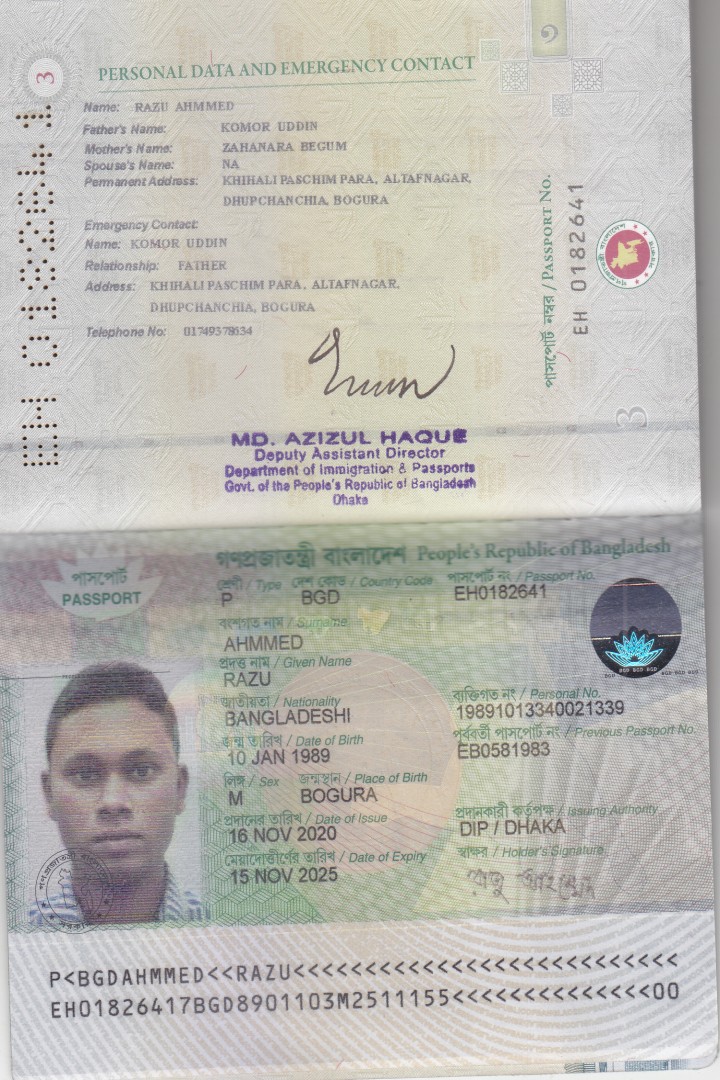 3
১
PERSONAL DATA AND EMERGENCY CONTACT
Name: RAZU AHMMED
Father's Name: KOMOR UDDIN
Mother's Name: ZAHANARA BEGUM
Spouse's Name: NA
Permanent Address: KHIHALI PASCHIM PARA, ALTAFNAGAR,
DHUPCHANCHIA, BOGURA
Emergency Contact:
Name: KOMOR UDDIN
Relationship: FATHER
Address: KHIHALI PASCHIM PARA, ALTAFNAGAR,
DHUPCHANCHIA, BOGURA
Telephone No: 01749378634
EH 0182641
পাসপোর্ট নম্বর / PASSPORT No.
EH 0182641
3
MD. AZIZUL HAQUE
Deputy Assistant Director
Department of Immigration & Passports
Govt. of the People's Republic of Bangladesh
Dhaka
গণপ্রজাতন্ত্রী বাংলাদেশ People's Republic of Bangladesh
পাসপোর্ট
PASSPORT
শ্রেণী / Type দেশ কোড / Country Code পাসপোর্ট নং / Passport No.
P BGD EH0182641
বংশগত নাম / Surname
AHMMED
প্রদত্ত নাম / Given Name
RAZU
জাতীয়তা / Nationality ব্যক্তিগত নং / Personal No.
BANGLADESHI 19891013340021339
জন্ম তারিখ / Date of Birth পূর্ববর্তী পাসপোর্ট নং / Previous Passport No.
10 JAN 1989 EB0581983
লিঙ্গ / Sex জন্মস্থান / Place of Birth
M BOGURA
প্রদানের তারিখ / Date of Issue প্রদানকারী কর্তৃপক্ষ / Issuing Authority
16 NOV 2020 DIP / DHAKA
মেয়াদোত্তীর্ণের তারিখ / Date of Expiry স্বাক্ষর / Holder's Signature
15 NOV 2025 রাজু আহম্মেদ
P<BGDAHMMED<<RAZU<<<<<<<<<<<<<<<<<<<<<<<<<<<
EH01826417BGD8901103M2511155<<<<<<<<<<<<<<00